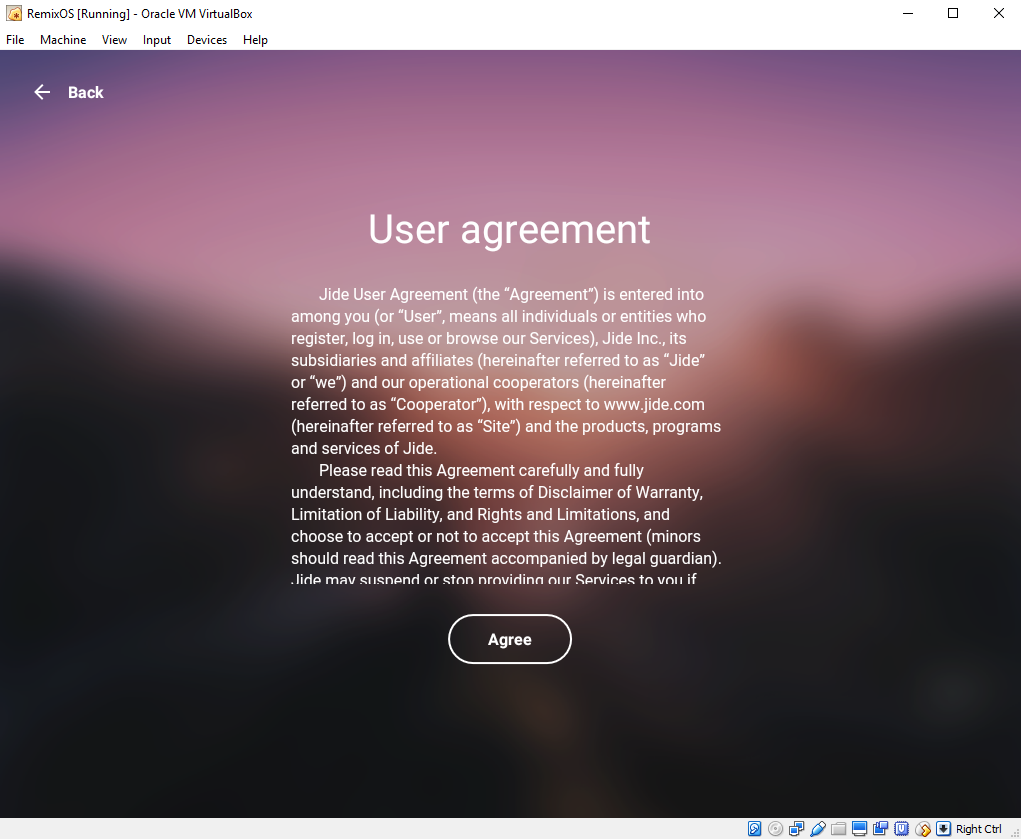 RemixOS [Running] - Oracle VM VirtualBox
File Machine View Input Devices Help
Back
User agreement
Jide User Agreement (the “Agreement”) is entered into
among you (or “User”, means all individuals or entities who
register, log in, use or browse our Services), Jide Inc., its
subsidiaries and affiliates (hereinafter referred to as “Jide”
or “we”) and our operational cooperators (hereinafter
referred to as “Cooperator”), with respect to www.jide.com
(hereinafter referred to as “Site”) and the products, programs
and services of Jide.
Please read this Agreement carefully and fully
understand, including the terms of Disclaimer of Warranty,
Limitation of Liability, and Rights and Limitations, and
choose to accept or not to accept this Agreement (minors
should read this Agreement accompanied by legal guardian).
Jide may suspend or stop providing our Services to you if
Agree
Right Ctrl